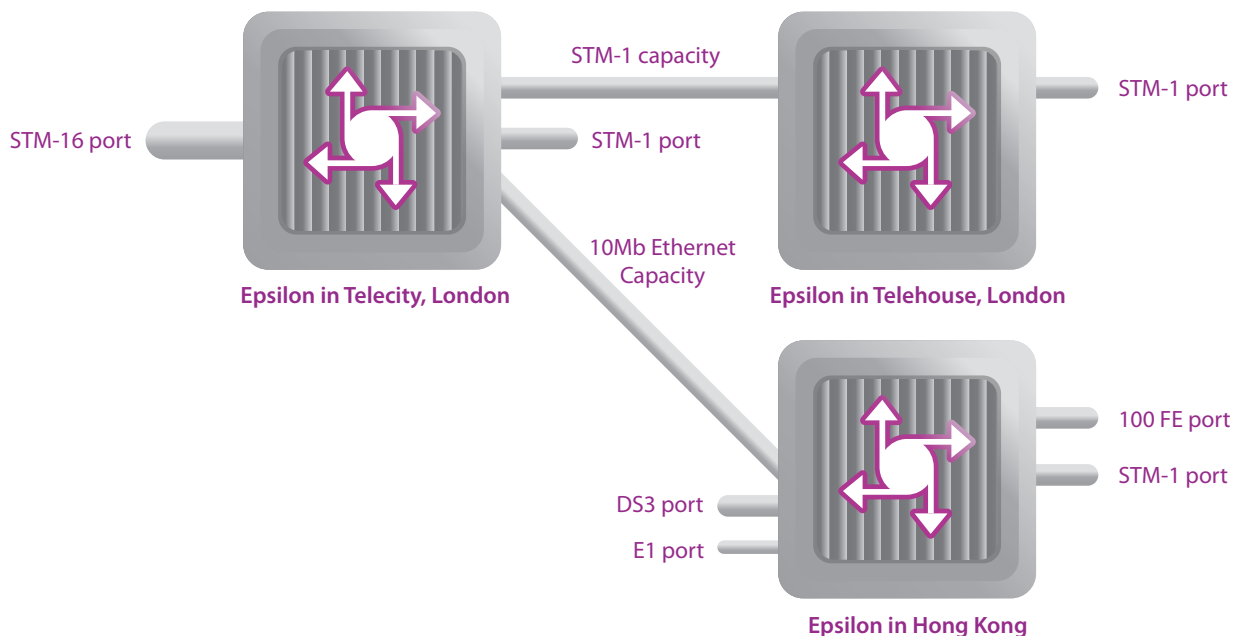 STM-1 capacity
STM-1 port
STM-16 port
STM-1 port
10Mb Ethernet
Capacity
Epsilon in Telecity, London
Epsilon in Telehouse, London
100 FE port
STM-1 port
DS3 port
E1 port
Epsilon in Hong Kong